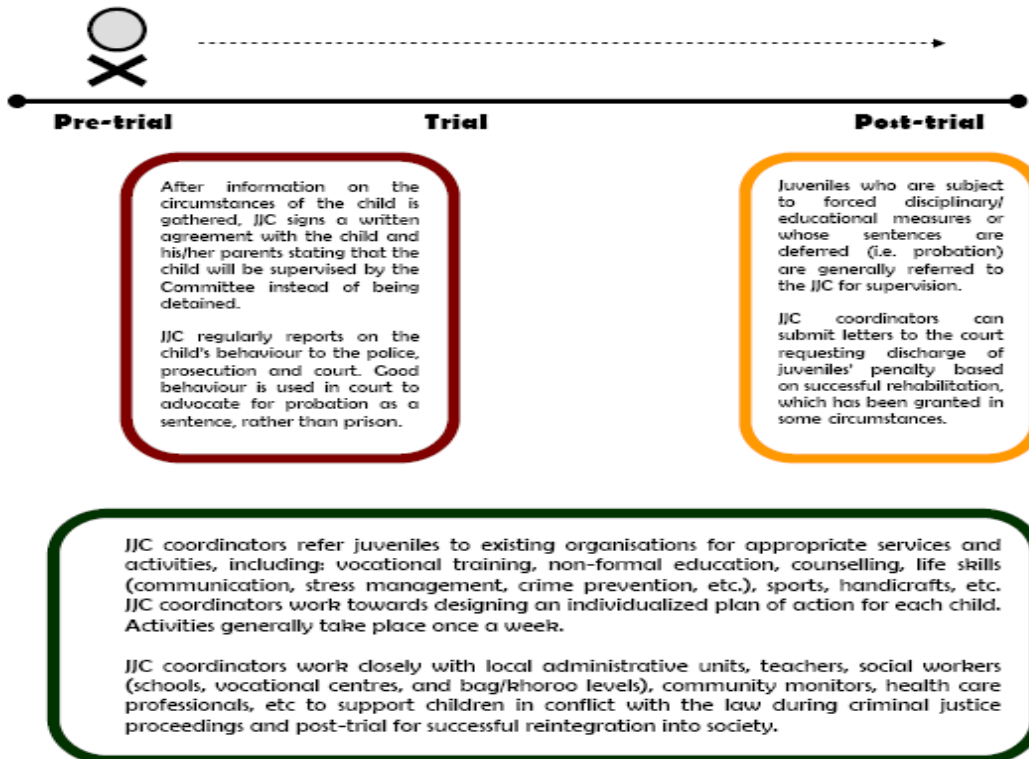 Pre-trial
Trial
Post-trial
After information on the
circumstances of the child is
gathered, JJC signs a written
agreement with the child and
his/her parents stating that the
child will be supervised by the
Committee instead of being
detained.
JJC regularly reports on the
child's behaviour to the police,
prosecution and court. Good
behaviour is used in court to
advocate for probation as a
sentence, rather than prison.
Juveniles who are subject
to forced disciplinary/
educational measures or
whose sentences are
deferred (i.e. probation)
are generally referred to
the JJC for supervision.
JJC coordinators can
submit letters to the court
requesting discharge of
juveniles' penalty based
on successful rehabilitation,
which has been granted in
some circumstances.
JJC coordinators refer juveniles to existing organisations for appropriate services and
activities, including: vocational training, non-formal education, counselling, life skills
(communication, stress management, crime prevention, etc.), sports, handicrafts, etc.
JJC coordinators work towards designing an individualized plan of action for each child.
Activities generally take place once a week.
JJC coordinators work closely with local administrative units, teachers, social workers
(schools, vocational centres, and bag/khoroo levels), community monitors, health care
professionals, etc to support children in conflict with the law during criminal justice
proceedings and post-trial for successful reintegration into society.